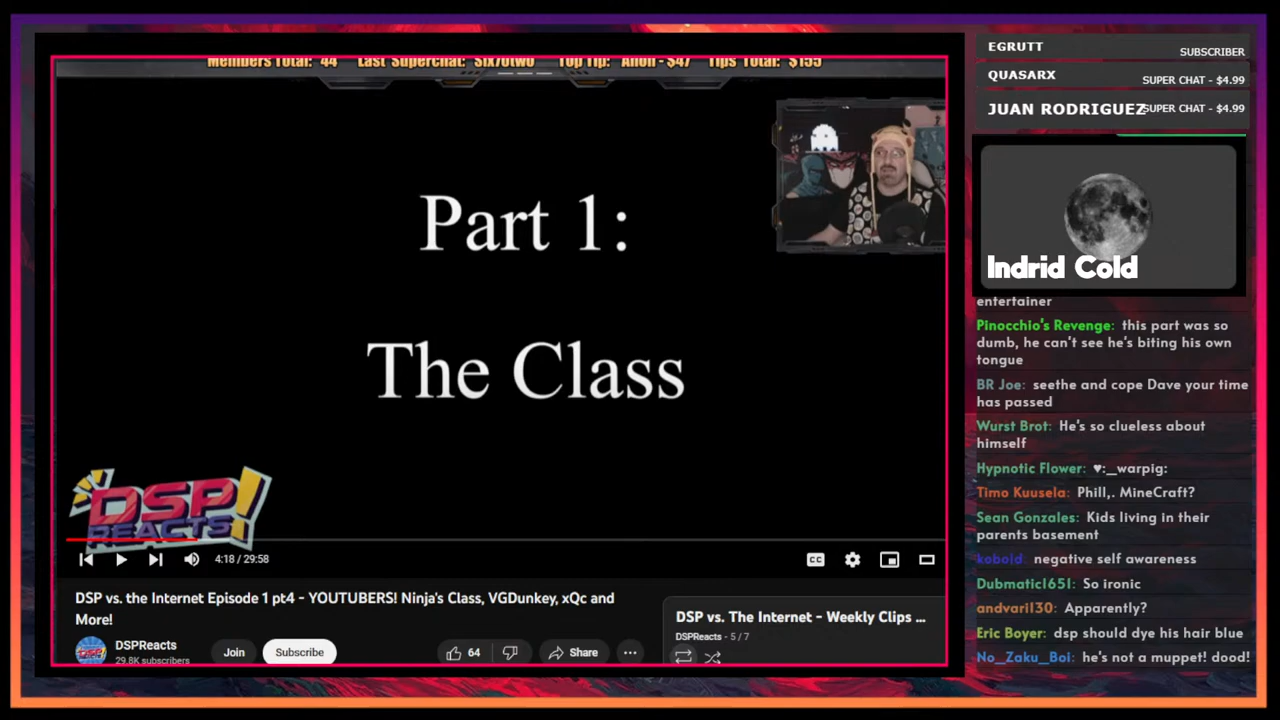 Members Total: 44 Last Superchat: Six7otwo Top Tip: Anon - $47 Tips Total: $155
Part 1:
The Class
DSP
REACTS!
4:18 / 29:58
CC
DSP vs. the Internet Episode 1 pt4 - YOUTUBERS! Ninja's Class, VGDunkey, xQc and
More!
DSPReacts
29.8K subscribers
Join
Subscribe
64
Share
DSP vs. The Internet - Weekly Clips ...
DSPReacts - 5 / 7
EGRUTT SUBSCRIBER
QUASARX SUPER CHAT - $4.99
JUAN RODRIGUEZ SUPER CHAT - $4.99
Indrid Cold
entertainer
Pinocchio's Revenge: this part was so
dumb, he can't see he's biting his own
tongue
BR Joe: seethe and cope Dave your time
has passed
Wurst Brot: He's so clueless about
himself
Hypnotic Flower: ♥:_warpig:
Timo Kuusela: Phill,. MineCraft?
Sean Gonzales: Kids living in their
parents basement
kobold: negative self awareness
Dubmatic1651: So ironic
andvari130: Apparently?
Eric Boyer: dsp should dye his hair blue
No_Zaku_Boi: he's not a muppet! dood!